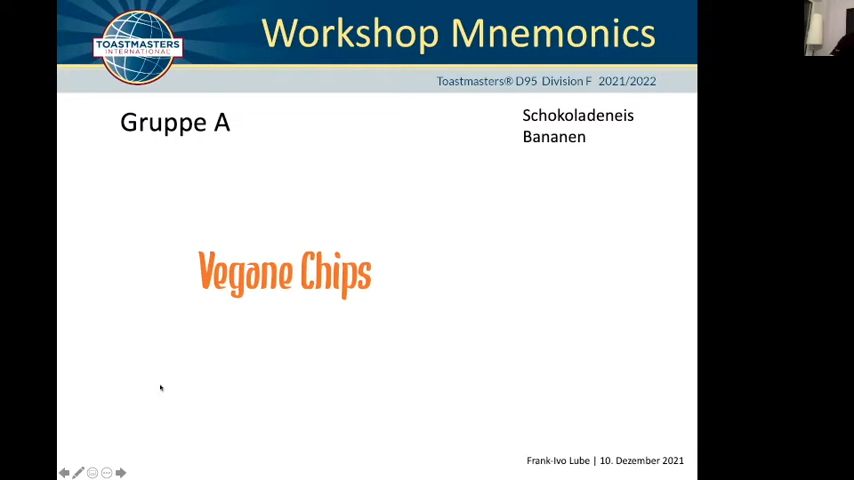 TOASTMASTERS
INTERNATIONAL
Workshop Mnemonics
Toastmasters® D95 Division F 2021/2022
Gruppe A
Schokoladeneis
Bananen
Vegane Chips
Frank-Ivo Lube | 10. Dezember 2021